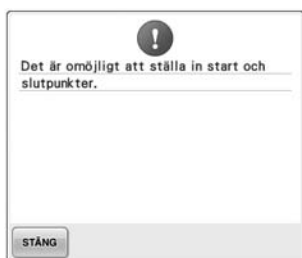 Det är omöjligt att ställa in start och
slutpunkter.
STÄNG